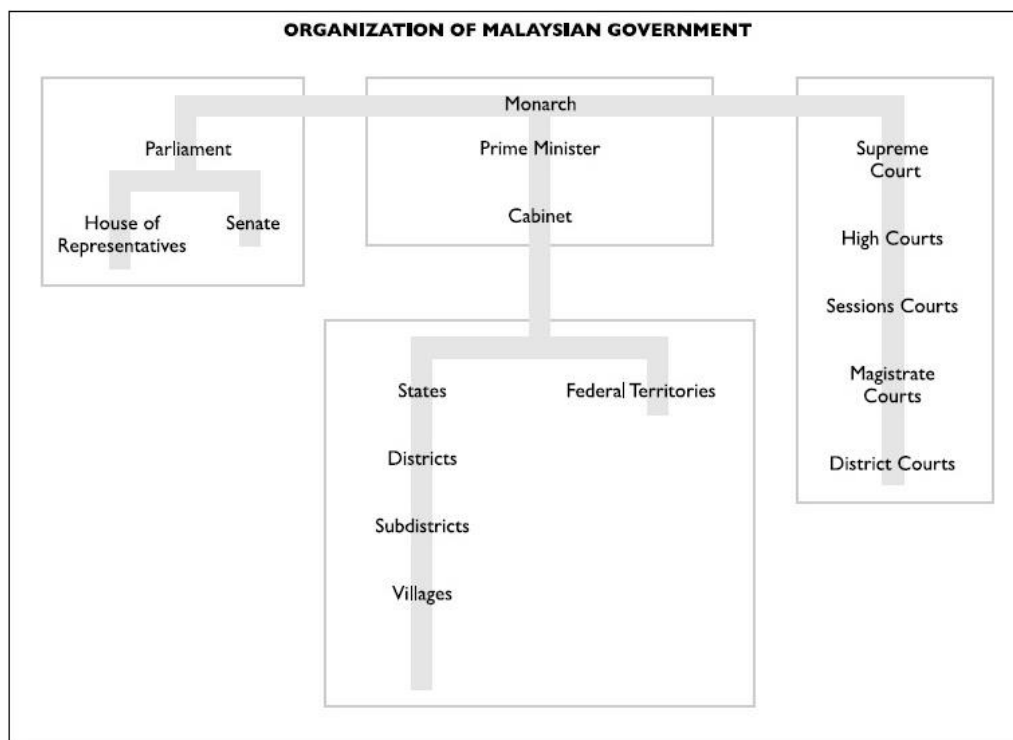 ORGANIZATION OF MALAYSIAN GOVERNMENT
Monarch
Parliament
Prime Minister
Supreme
Court
House of
Representatives
Senate
Cabinet
High Courts
Sessions Courts
Magistrate
Courts
District Courts
States
Federal Territories
Districts
Subdistricts
Villages